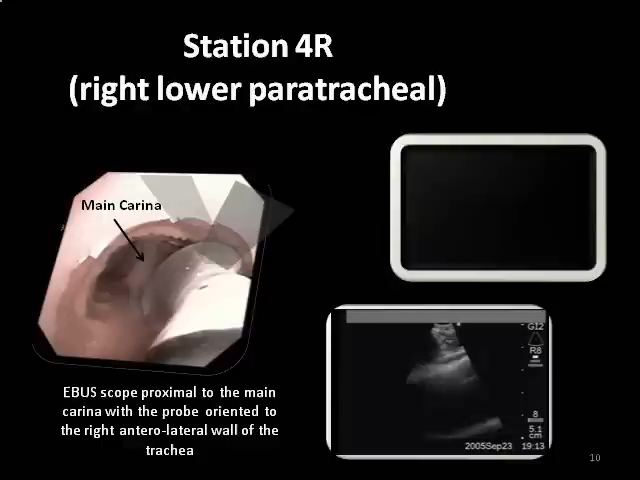 Station 4R
(right lower paratracheal)
Main Carina
EBUS scope proximal to the main
carina with the probe oriented to
the right antero-lateral wall of the
trachea
GI2
R8
8
5.1
cm
2005Sep23 19:13
10